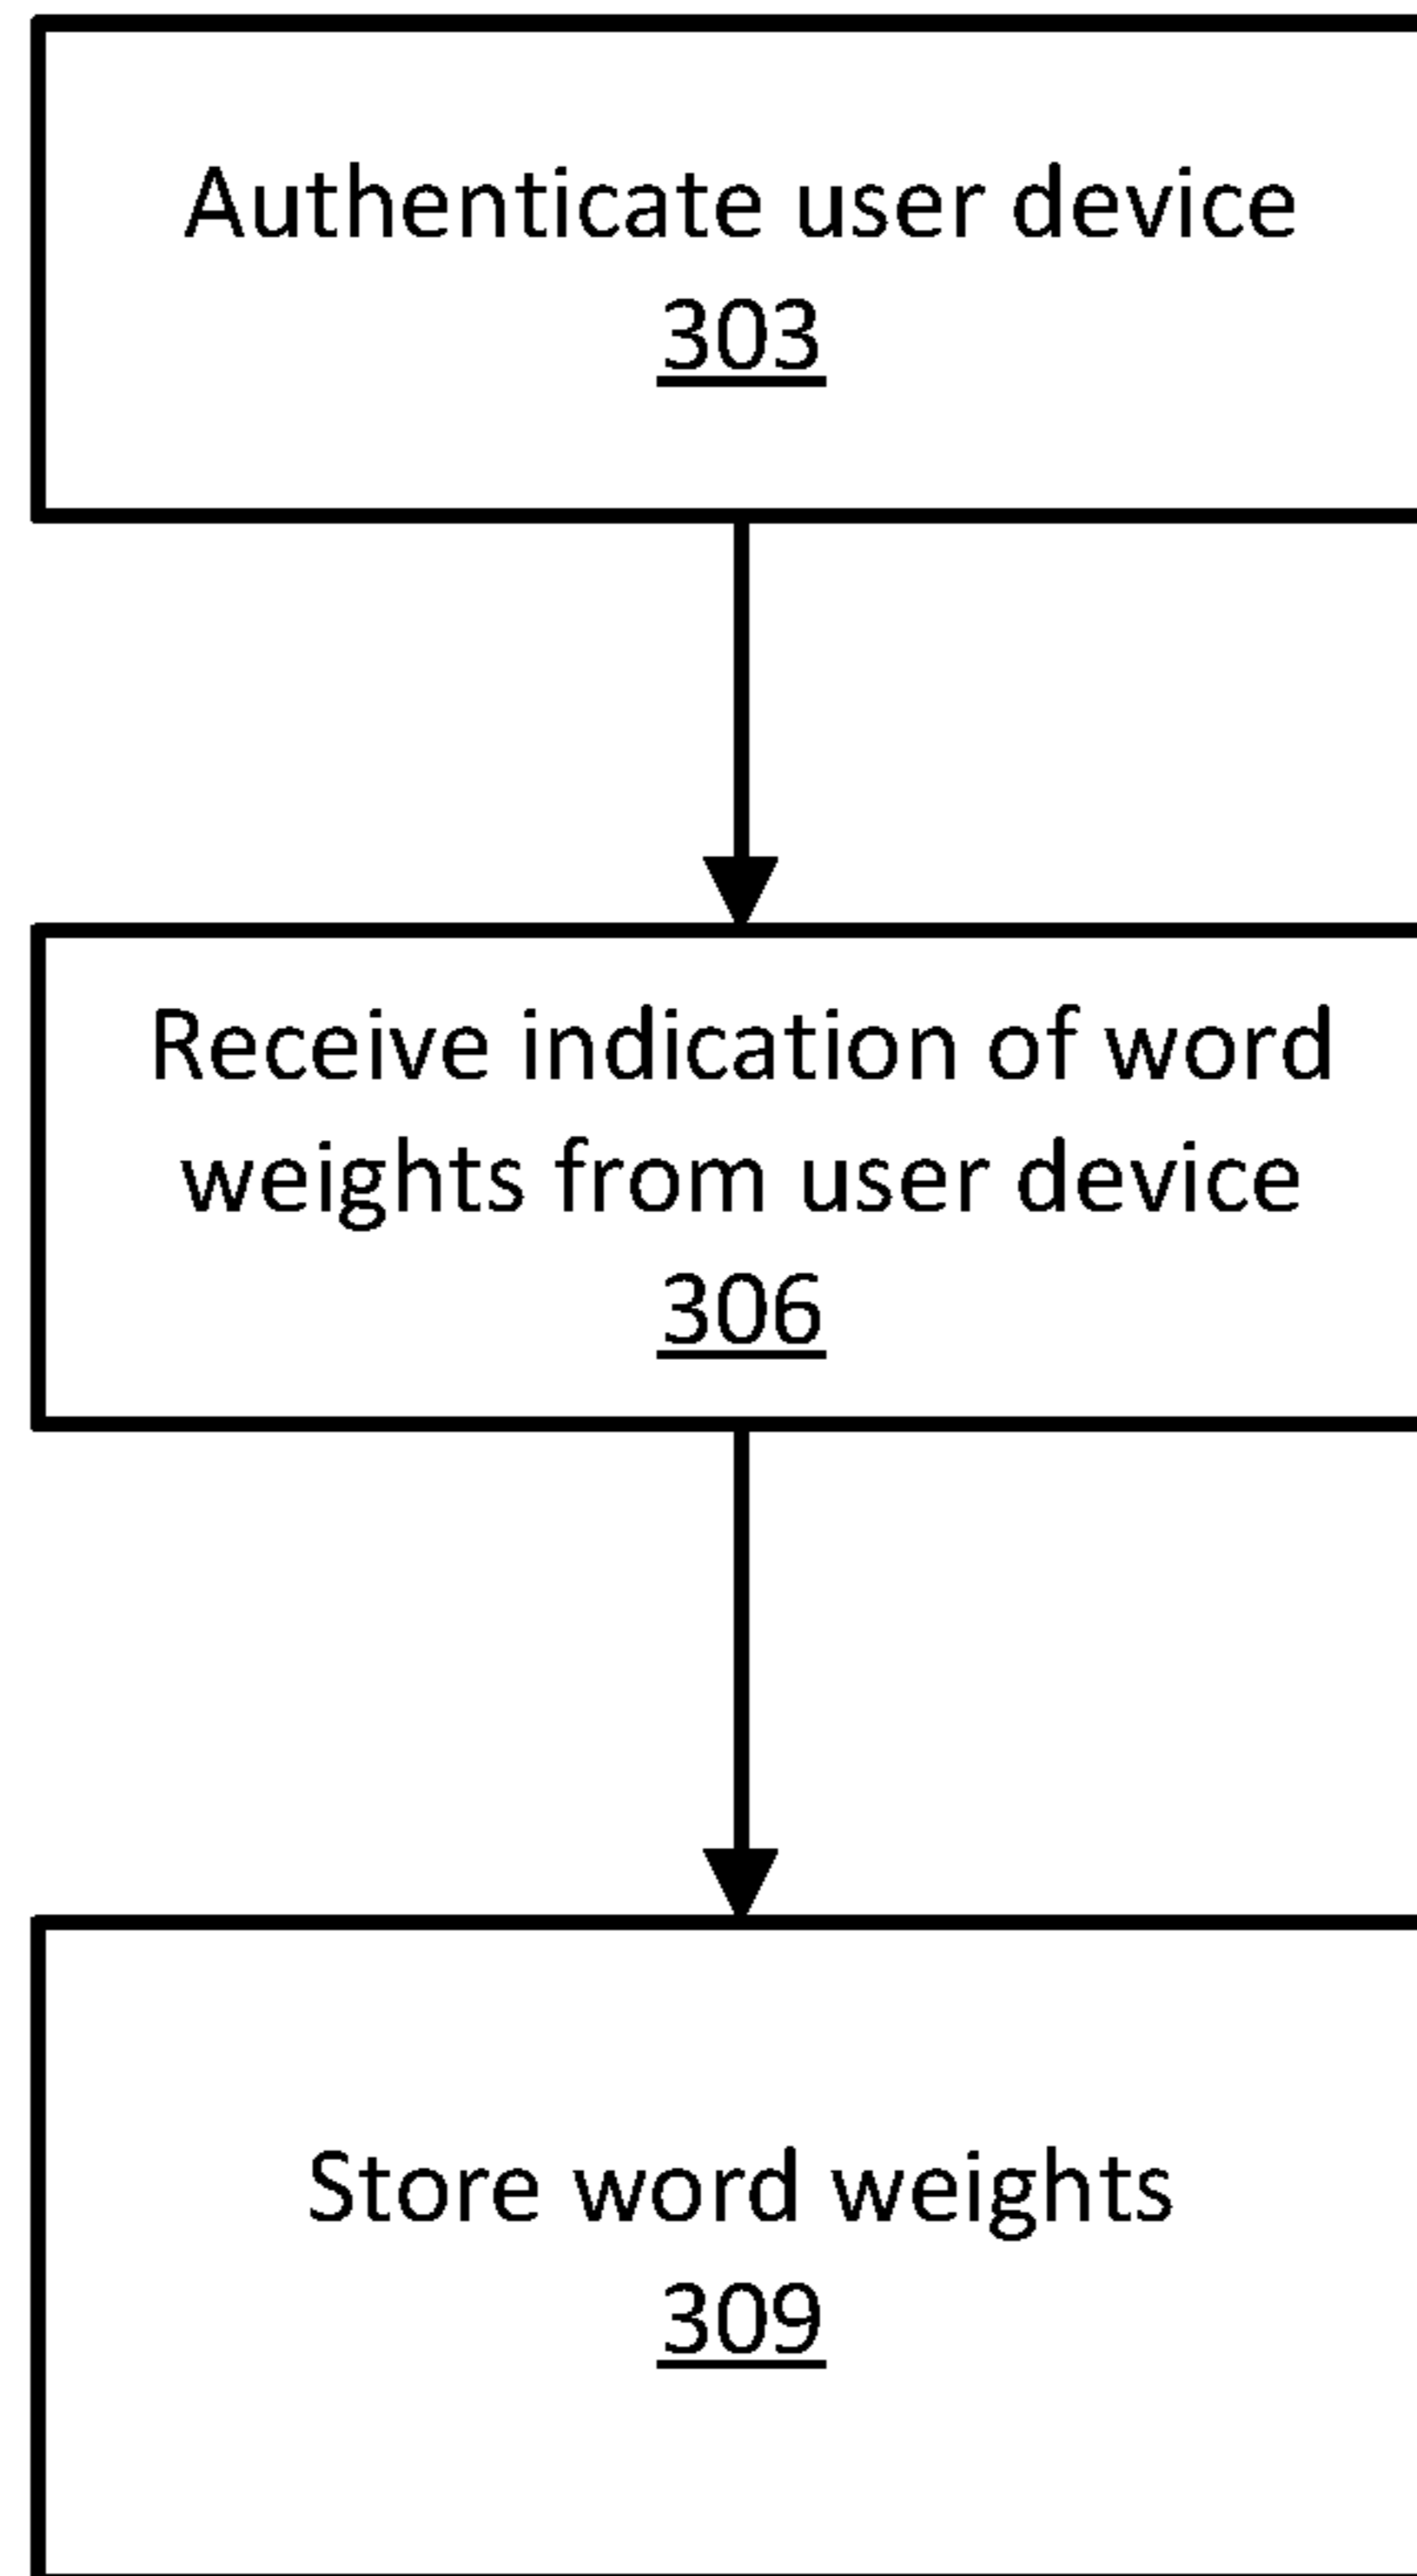 Authenticate user device
303
Receive indication of word
weights from user device
306
Store word weights
309